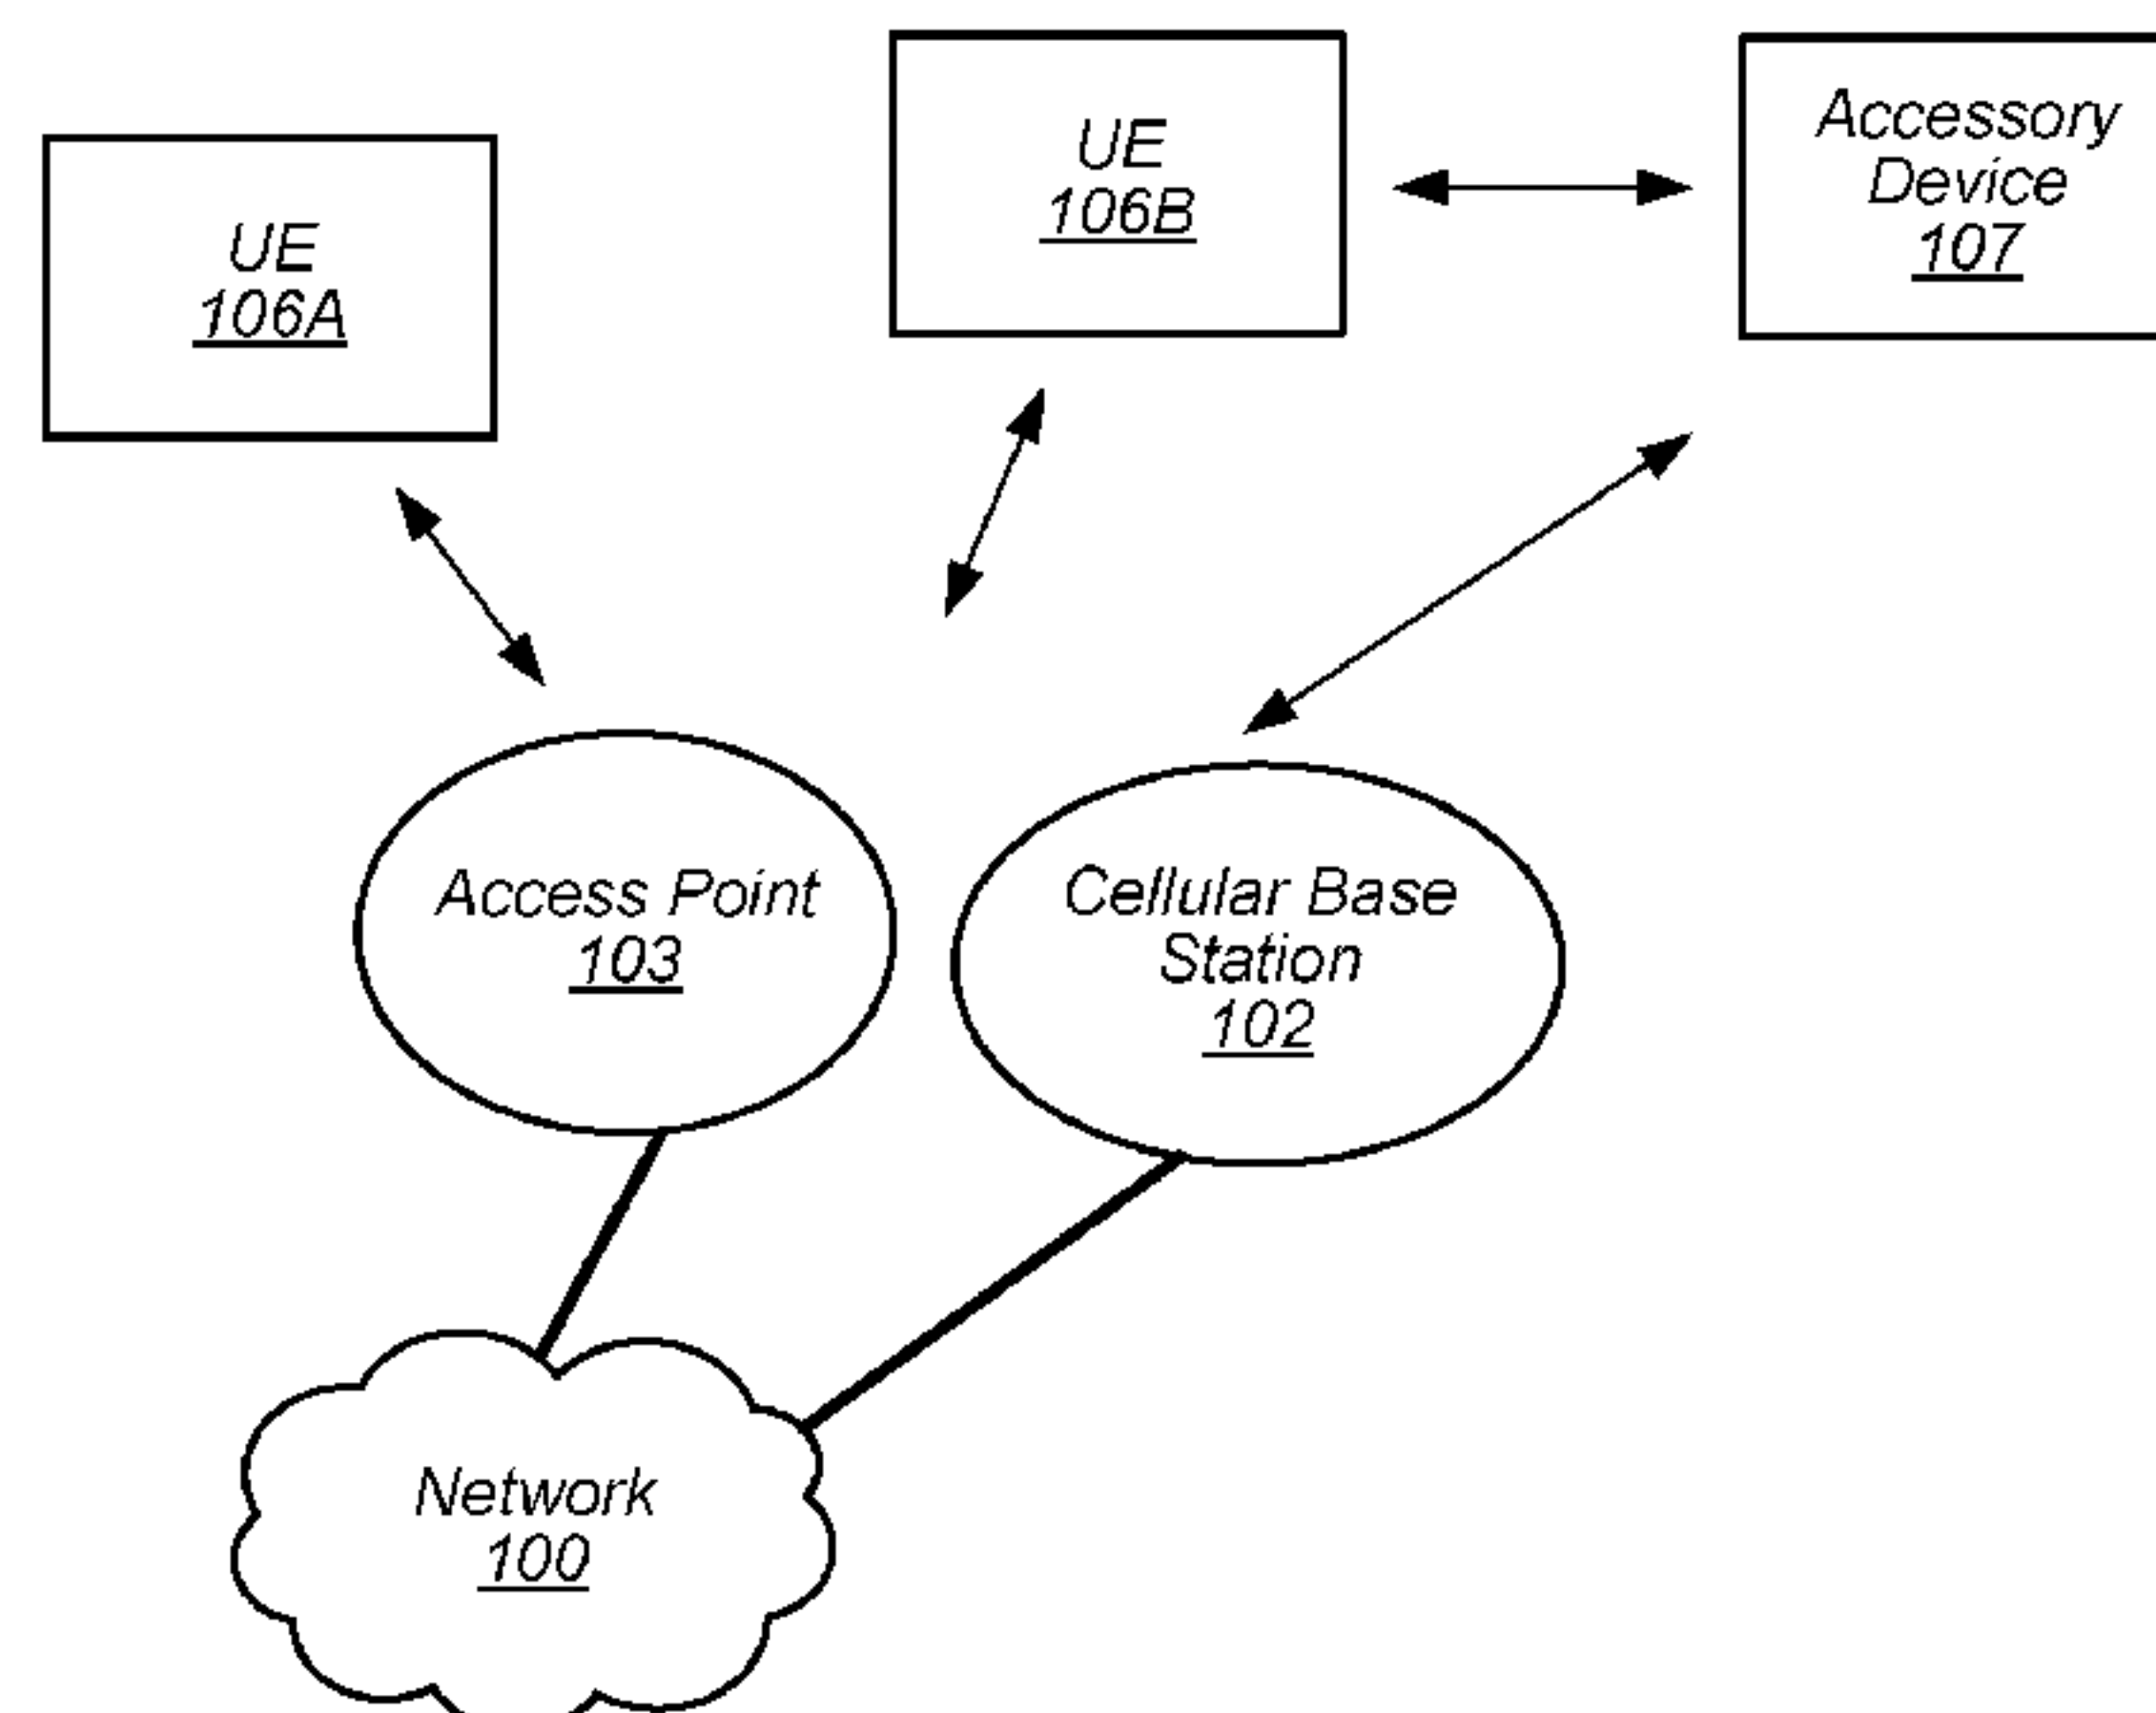 UE
106A
UE
106B
Accessory
Device
107
Access Point
103
Cellular Base
Station
102
Network
100